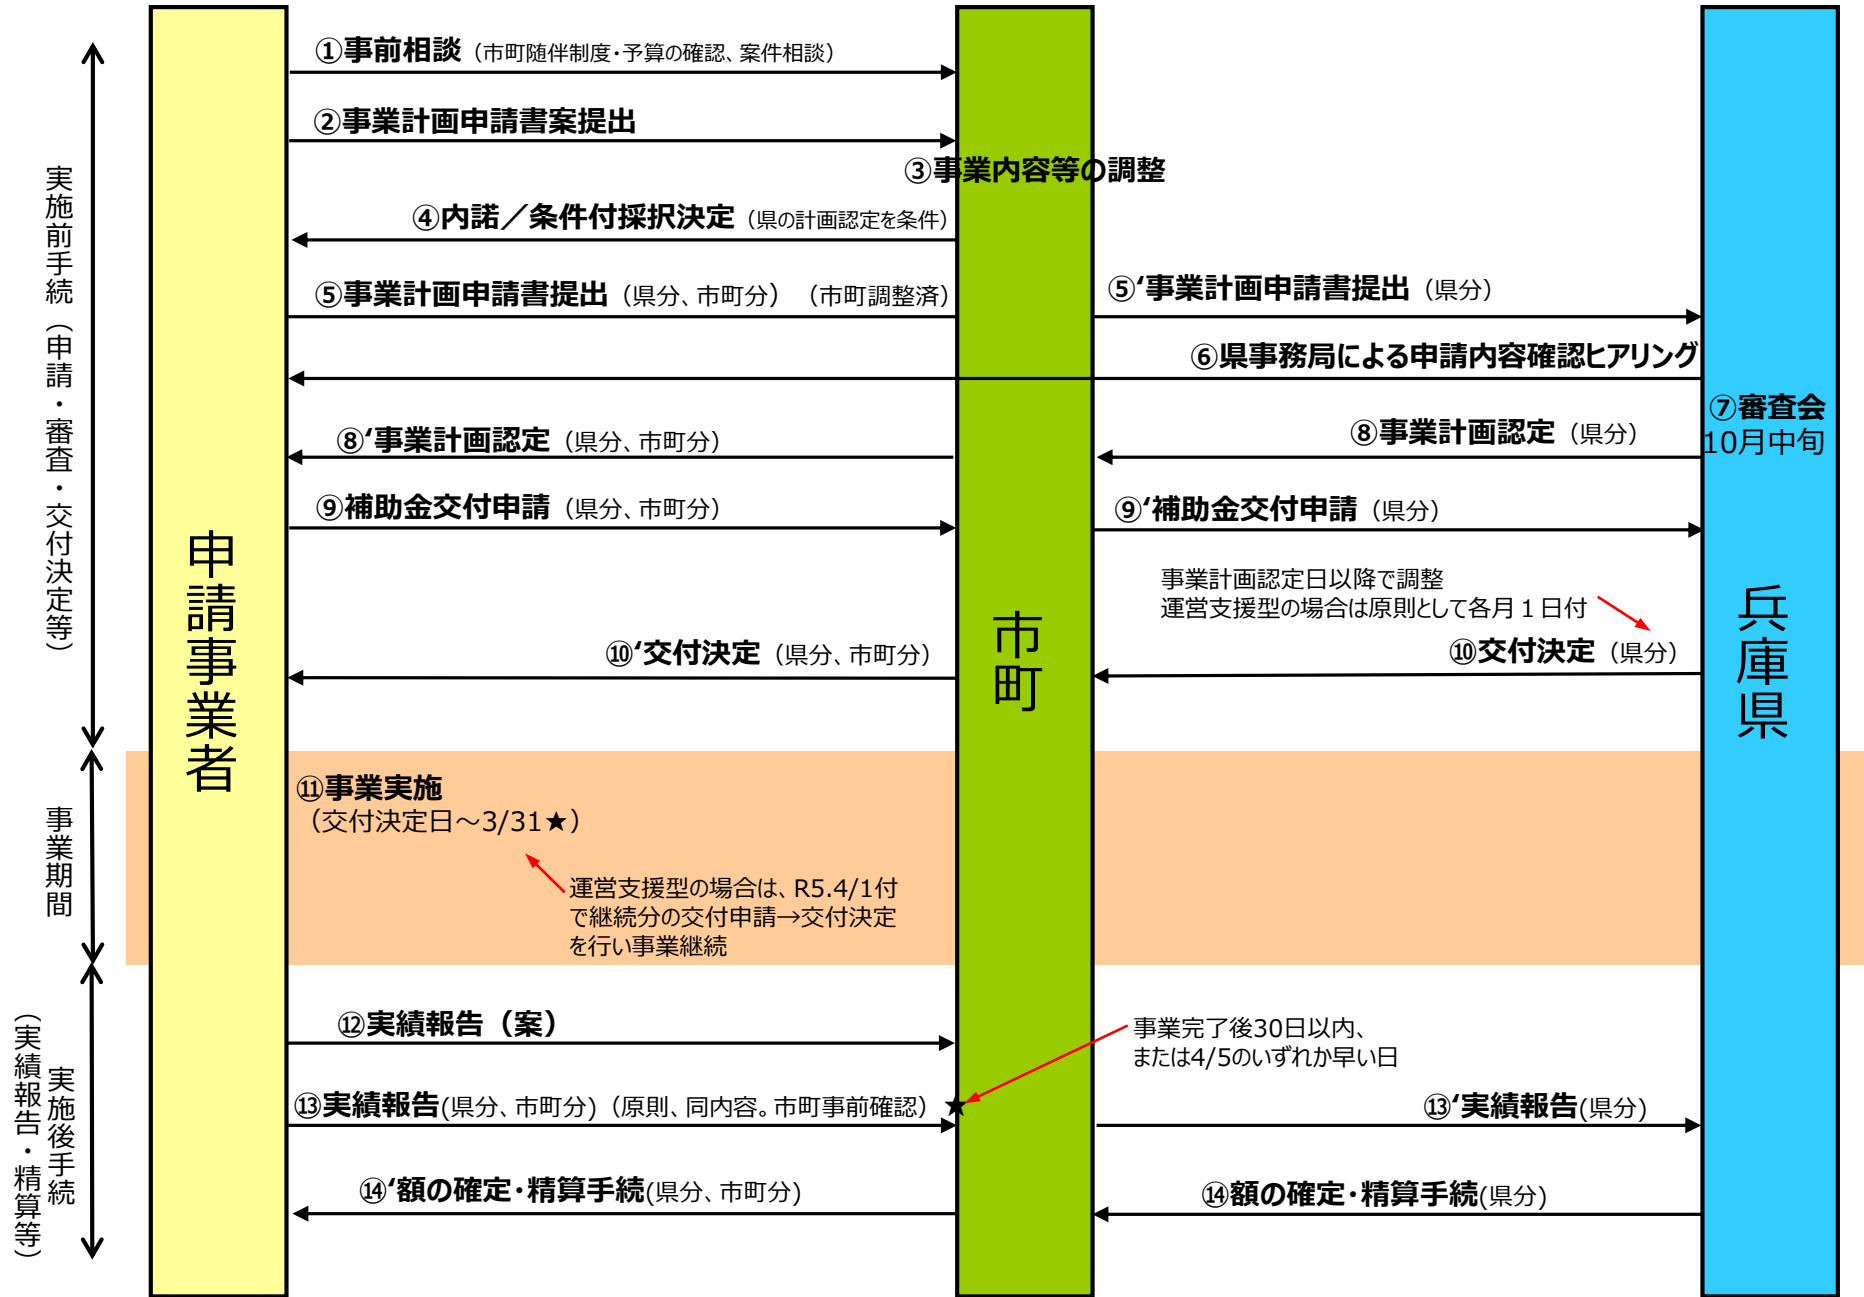 ①事前相談（市町随伴制度・予算の確認、案件相談）
②事業計画申請書案提出
③事業内容等の調整
④内諾／条件付採択決定（県の計画認定を条件）
⑤事業計画申請書提出（県分、市町分）（市町調整済）
⑤‘事業計画申請書提出（県分）
⑥県事務局による申請内容確認ヒアリング
⑦審査会
10月中旬
⑧事業計画認定（県分）
⑧‘事業計画認定（県分、市町分）
⑨補助金交付申請（県分、市町分）
⑨‘補助金交付申請（県分）
事業計画認定日以降で調整
運営支援型の場合は原則として各月１日付
⑩交付決定（県分）
⑩‘交付決定（県分、市町分）
申請事業者
市町
兵庫県
実施前手続（申請・審査・交付決定等）
事業期間
⑪事業実施
（交付決定日～3/31★）
運営支援型の場合は、R5.4/1付
で継続分の交付申請→交付決定
を行い事業継続
実施後手続
（実績報告・精算等）
⑫実績報告（案）
事業完了後30日以内、
または4/5のいずれか早い日
⑬実績報告(県分、市町分)（原則、同内容。市町事前確認）★
⑬‘実績報告(県分)
⑭‘額の確定・精算手続(県分、市町分)
⑭額の確定・精算手続(県分)